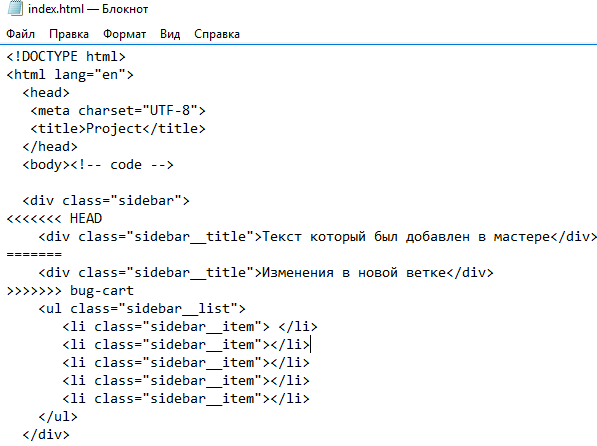 index.html — Блокнот
Файл Правка Формат Вид Справка
<!DOCTYPE html>
<html lang="en">
  <head>
   <meta charset="UTF-8">
   <title>Project</title>
  </head>
  <body><!-- code -->

  <div class="sidebar">
<<<<<<< HEAD
    <div class="sidebar__title">Текст который был добавлен в мастере</div>
=======
    <div class="sidebar__title">Изменения в новой ветке</div>
>>>>>>> bug-cart
    <ul class="sidebar__list">
       <li class="sidebar__item"> </li>
       <li class="sidebar__item"></li>
       <li class="sidebar__item"></li>
       <li class="sidebar__item"></li>
       <li class="sidebar__item"></li>
    </ul>
  </div>